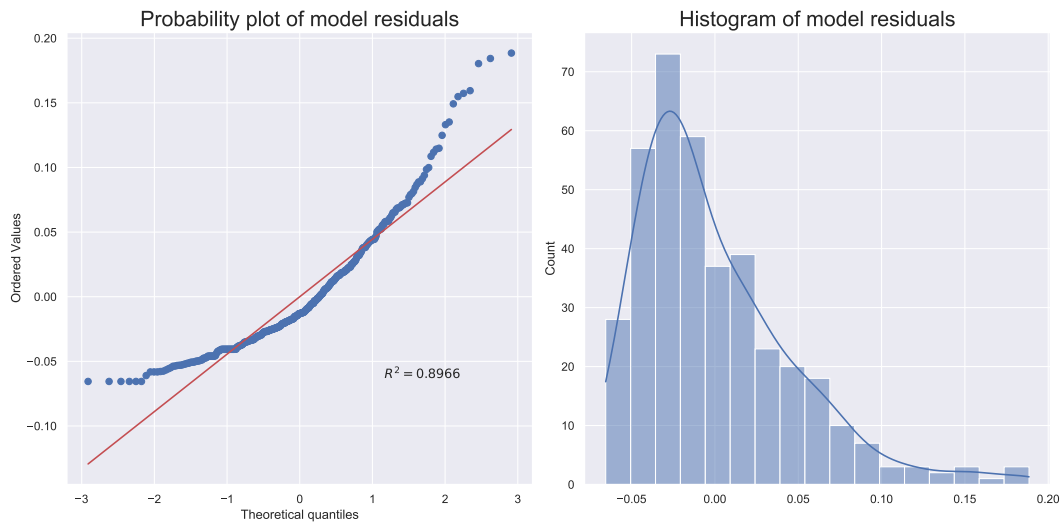 Probability plot of model residuals
0.20
0.15
0.10
0.05
0.00
−0.05
−0.10
Ordered Values
R² = 0.8966
−3 −2 −1 0 1 2 3
Theoretical quantiles
Histogram of model residuals
70
60
50
40
30
20
10
0
Count
−0.05 0.00 0.05 0.10 0.15 0.20